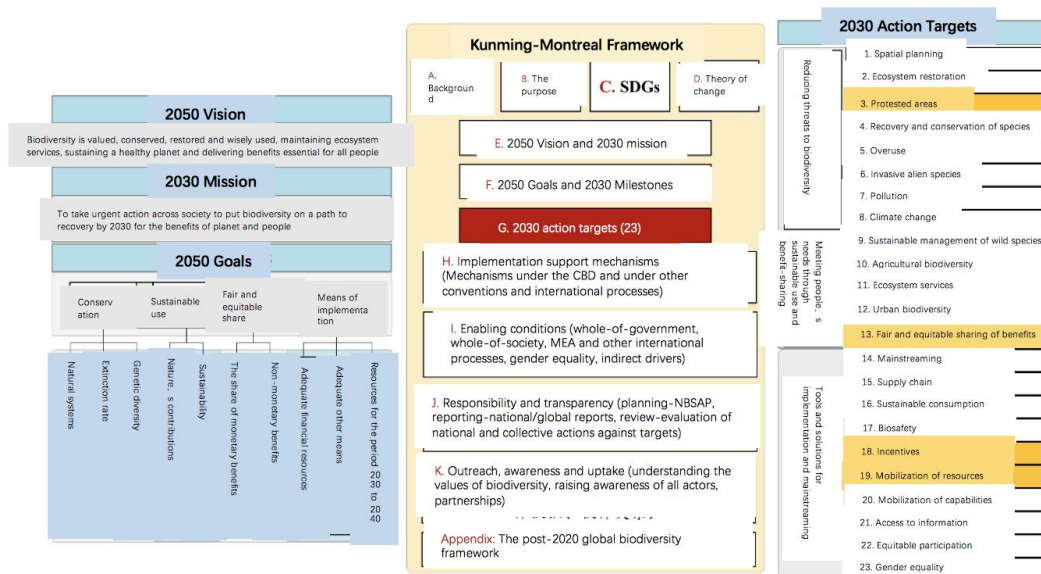 2050 Vision
Biodiversity is valued, conserved, restored and wisely used, maintaining ecosystem
services, sustaining a healthy planet and delivering benefits essential for all people
2030 Mission
To take urgent action across society to put biodiversity on a path to
recovery by 2030 for the benefits of planet and people
2050 Goals
Conserv
ation
Sustainable
use
Fair and
equitable
share
Means of
implementa
tion
Natural systems
Extinction rate
Genetic diversity
Nature, s contributions
Sustainability
The share of monetary benefits
Non-monetary benefits
Adequate financial resources
Adequate other means
Resources for the period 20
30
to
20
40
Kunming-Montreal Framework
A.
Backgroun
d
B. The
purpose
C. SDGs
D. Theory of
change
E. 2050 Vision and 2030 mission
F. 2050 Goals and 2030 Milestones
G. 2030 action targets (23)
H. Implementation support mechanisms
(Mechanisms under the CBD and under other
conventions and international processes)
I. Enabling conditions (whole-of-government,
whole-of-society, MEA and other international
processes, gender equality, indirect drivers)
J. Responsibility and transparency (planning-NBSAP,
reporting-national/global reports, review-evaluation of
national and collective actions against targets)
K. Outreach, awareness and uptake (understanding the
values of biodiversity, raising awareness of all actors,
partnerships)
Appendix: The post-2020 global biodiversity
framework
2030 Action Targets
Reducing threats to biodiversity
1. Spatial planning
2. Ecosystem restoration
3. Protested areas
4. Recovery and conservation of species
5. Overuse
6. Invasive alien species
7. Pollution
8. Climate change
Meeting people, s
needs through
sustainable use and
benefit-sharing
9. Sustainable management of wild species
10. Agricultural biodiversity
11. Ecosystem services
12. Urban biodiversity
13. Fair and equitable sharing of benefits
Tools and solutions for
implementation and mainstreaming
14. Mainstreaming
15. Supply chain
16. Sustainable consumption
17. Biosafety
18. Incentives
19. Mobilization of resources
20. Mobilization of capabilities
21. Access to information
22. Equitable participation
23. Gender equality